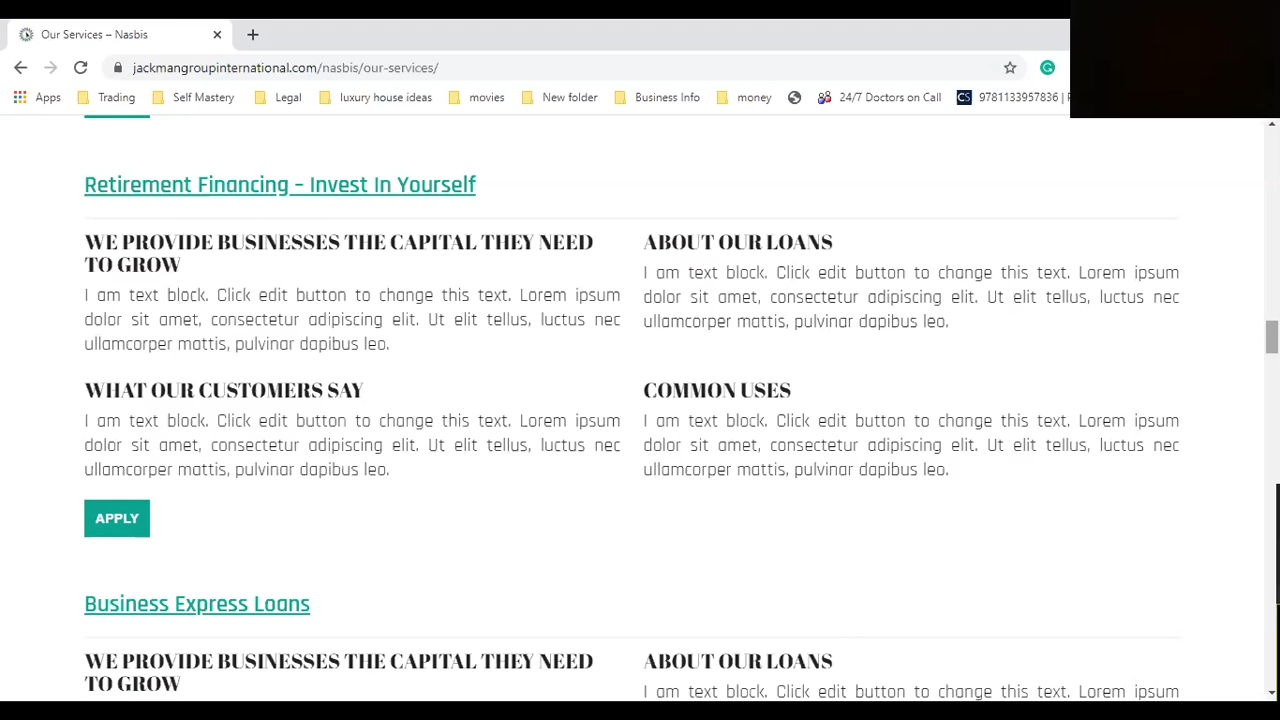 Our Services – Nasbis
jackmangroupinternational.com/nasbis/our-services/
Apps Trading Self Mastery Legal luxury house ideas movies New folder Business Info money 24/7 Doctors on Call 9781133957836 |
Retirement Financing – Invest In Yourself
WE PROVIDE BUSINESSES THE CAPITAL THEY NEED
TO GROW
I am text block. Click edit button to change this text. Lorem ipsum
dolor sit amet, consectetur adipiscing elit. Ut elit tellus, luctus nec
ullamcorper mattis, pulvinar dapibus leo.
ABOUT OUR LOANS
I am text block. Click edit button to change this text. Lorem ipsum
dolor sit amet, consectetur adipiscing elit. Ut elit tellus, luctus nec
ullamcorper mattis, pulvinar dapibus leo.
WHAT OUR CUSTOMERS SAY
I am text block. Click edit button to change this text. Lorem ipsum
dolor sit amet, consectetur adipiscing elit. Ut elit tellus, luctus nec
ullamcorper mattis, pulvinar dapibus leo.
COMMON USES
I am text block. Click edit button to change this text. Lorem ipsum
dolor sit amet, consectetur adipiscing elit. Ut elit tellus, luctus nec
ullamcorper mattis, pulvinar dapibus leo.
APPLY
Business Express Loans
WE PROVIDE BUSINESSES THE CAPITAL THEY NEED
TO GROW
ABOUT OUR LOANS
I am text block. Click edit button to change this text. Lorem ipsum